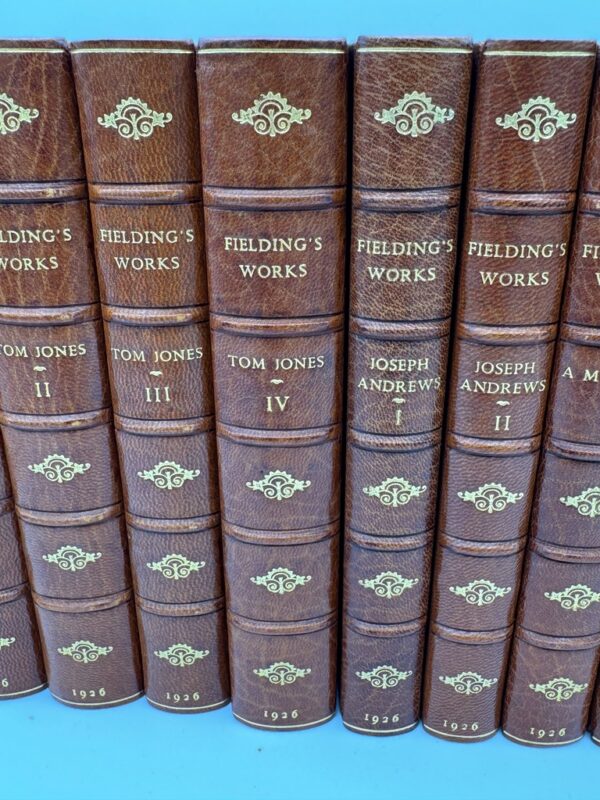 WORKS
TOM JONES
II
1926
FIELDING'S
WORKS
TOM JONES
III
1926
FIELDING'S
WORKS
TOM JONES
IV
1926
FIELDING'S
WORKS
JOSEPH
ANDREWS
I
1926
FIELDING'S
WORKS
JOSEPH
ANDREWS
II
1926
A M
1926